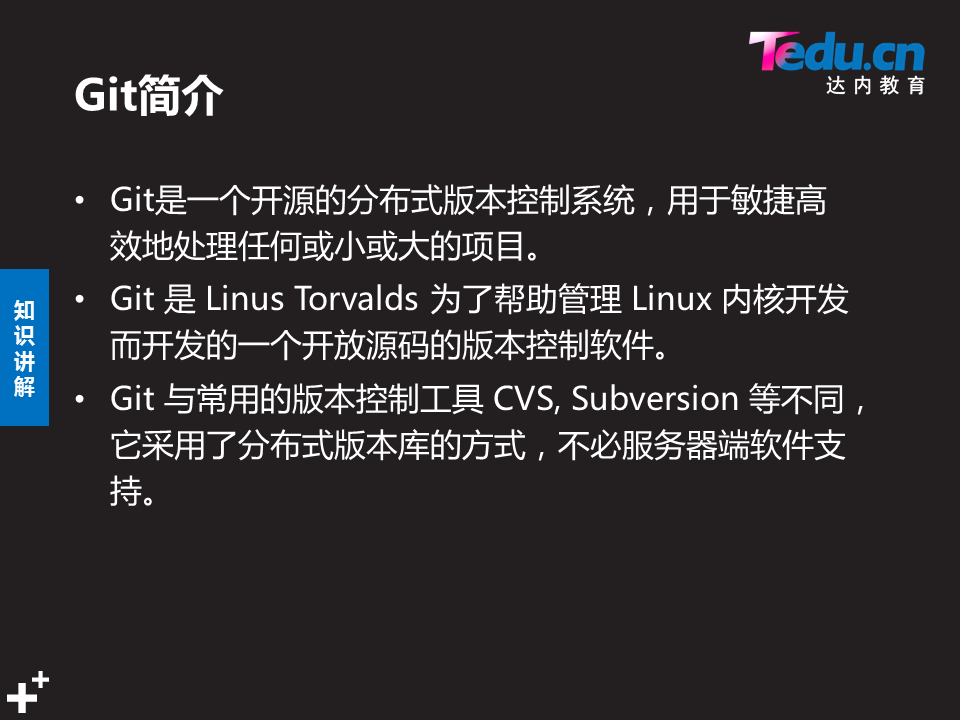 Tedu.cn
达内教育
Git简介
• Git是一个开源的分布式版本控制系统，用于敏捷高
效地处理任何或小或大的项目。
• Git 是 Linus Torvalds 为了帮助管理 Linux 内核开发
而开发的一个开放源码的版本控制软件。
• Git 与常用的版本控制工具 CVS, Subversion 等不同，
它采用了分布式版本库的方式，不必服务器端软件支
持。
知
识
讲
解